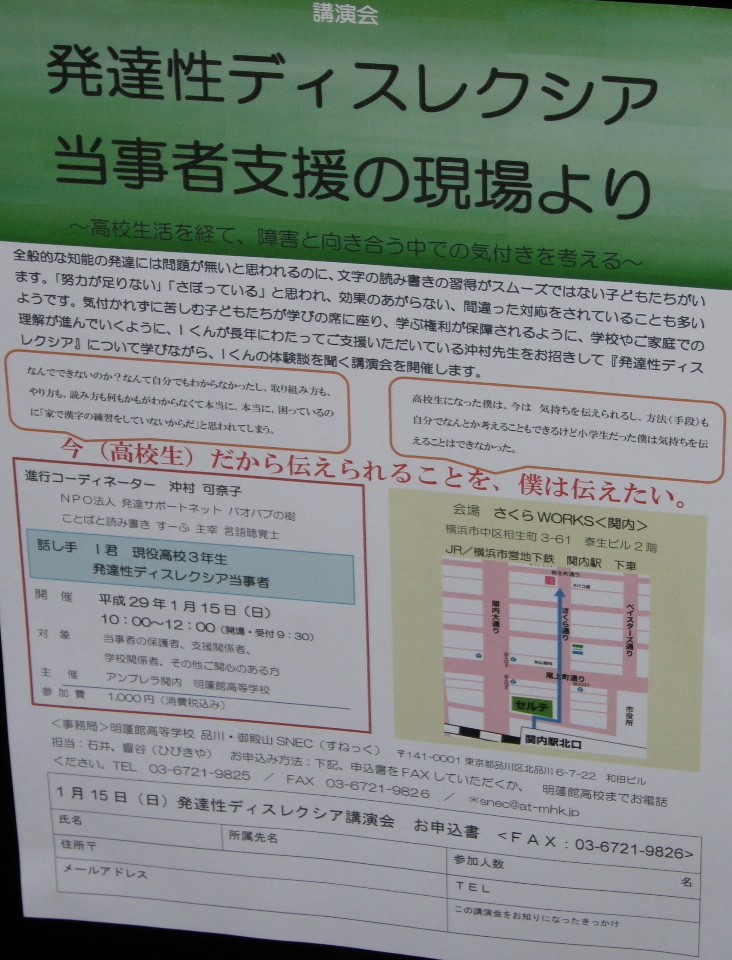 講演会
発達性ディスレクシア
当事者支援の現場より
～高校生活を経て、障害と向き合う中での気付きを考える～
全般的な知能の発達には問題が無いと思われるのに、文字の読み書きの習得がスムーズではない子どもたちがい
ます。「努力が足りない」「さぼっている」と思われ、効果のあがらない、間違った対応をされていることも多い
ようです。気付かれずに苦しむ子どもたちが学びの席に座り、学ぶ権利が保障されるように、学校やご家庭での
理解が進んでいくように、Iくんが長年にわたってご支援いただいている沖村先生をお招きして『発達性ディス
レクシア』について学びながら、Iくんの体験談を聞く講演会を開催します。
なんでできないのか？なんて自分でもわからなかったし、取り組み方も、
やり方も、読み方も何もかもがわからなくて本当に、本当に、困っているの
に「家で漢字の練習をしていないからだ」と思われてしまう。
高校生になった僕は、今は 気持ちを伝えられるし、方法（手段）も
自分でなんとか考えることもできるけど小学生だった僕は気持ちを伝
えることはできなかった。
今（高校生）だから伝えられることを、僕は伝えたい。
進行コーディネーター 沖村 可奈子
NPO法人 発達サポートネット バオバブの樹
ことばと読み書き すーふ 主宰 言語聴覚士
話し手 I君 現役高校３年生
発達性ディスレクシア当事者
開催 平成29年1月15日（日）
10：00～12：00（開場・受付9：30）
対象 当事者の保護者、支援関係者、
学校関係者、その他ご関心のある方
主催 アンブレラ関内 明蓬館高等学校
参加費 1,000円（消費税込み）
会場 さくらWORKS＜関内＞
横浜市中区相生町3-61 泰生ビル２階
JR／横浜市営地下鉄 関内駅 下車
相生町通り
関内大通り
さくら通り
ベイスターズ通り
尾上町通り
セルテ
市役所
関内駅北口
＜事務局＞明蓬館高等学校 品川・御殿山SNEC（すねっく） 〒141-0001 東京都品川区北品川6-7-22 和田ビル
担当：石井、響谷（ひびきや） お申込み方法：下記、申込書をFAXしていただくか、 明蓬館高校までお電話
ください。TEL 03-6721-9825 ／ FAX 03-6721-9826 ／ *snec@at-mhk.jp
1月15日（日）発達性ディスレクシア講演会 お申込書 <FAX：03-6721-9826>
氏名
所属先名
参加人数
名
住所〒
TEL
メールアドレス
この講演会をお知りになったきっかけ